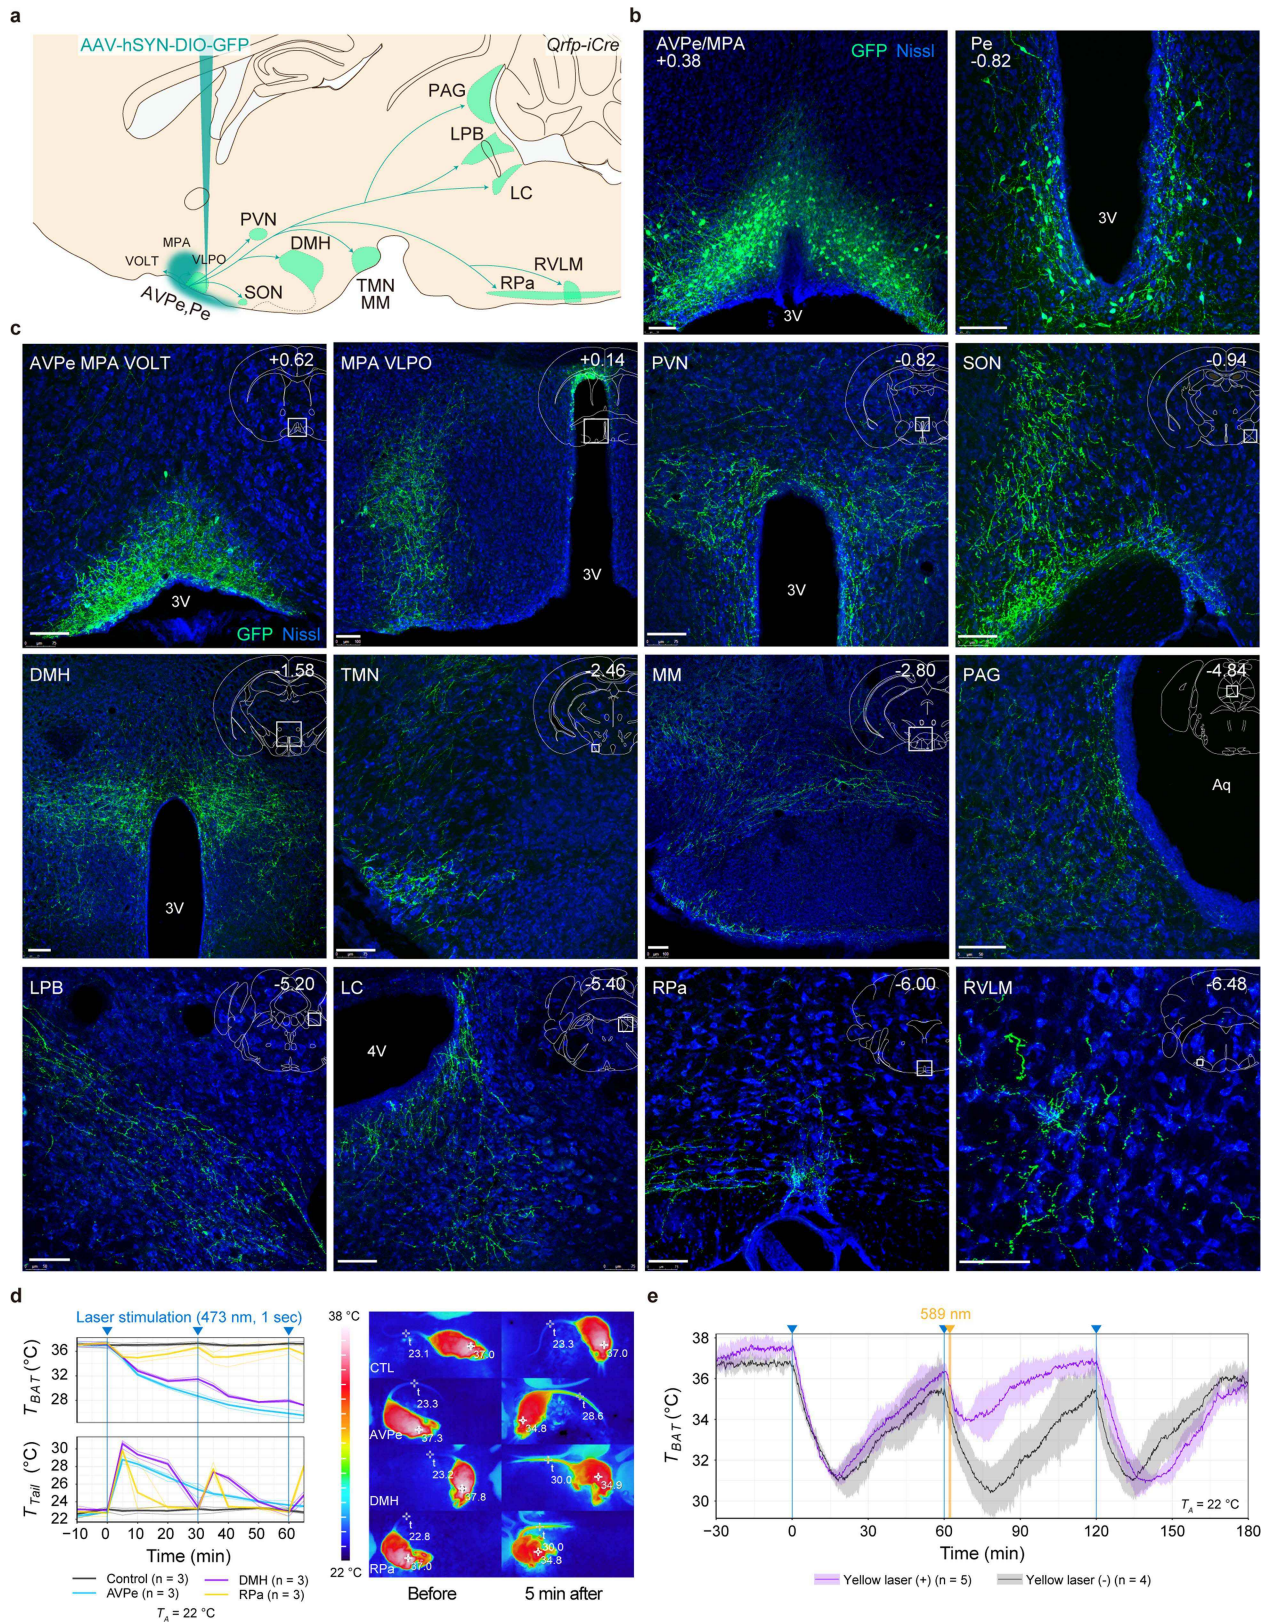 a
AAV-hSYN-DIO-GFP
Qrfp-iCre
PAG
LPB
LC
PVN
MPA
DMH
VOLT
VLPO
RVLM
SON
TMN
MM
RPa
AVPe,Pe
b
AVPe/MPA
+0.38
GFP Nissl
3V
Pe
-0.82
3V
c
AVPe MPA VOLT
+0.62
3V
GFP Nissl
MPA VLPO
+0.14
3V
PVN
-0.82
3V
SON
-0.94
DMH
-1.58
3V
TMN
-2.46
MM
-2.80
PAG
-4.84
Aq
LPB
-5.20
LC
-5.40
4V
RPa
-6.00
RVLM
-6.48
d
Laser stimulation (473 nm, 1 sec)
T_BAT (°C)
36
32
28
T_Tail (°C)
30
28
26
24
22
−10 0 10 20 30 40 50 60
Time (min)
Control (n = 3)
DMH (n = 3)
AVPe (n = 3)
RPa (n = 3)
T_A = 22 °C
38 °C
22 °C
t
23.1
37.0
CTL
t
23.3
37.0
t
23.3
37.3
AVPe
t
28.6
34.8
t
23.2
37.8
DMH
t
30.0
34.9
t
22.8
37.0
RPa
t
30.0
34.8
Before
5 min after
e
589 nm
T_BAT (°C)
38
36
34
32
30
T_A = 22 °C
−30 0 30 60 90 120 150 180
Time (min)
Yellow laser (+) (n = 5)
Yellow laser (-) (n = 4)